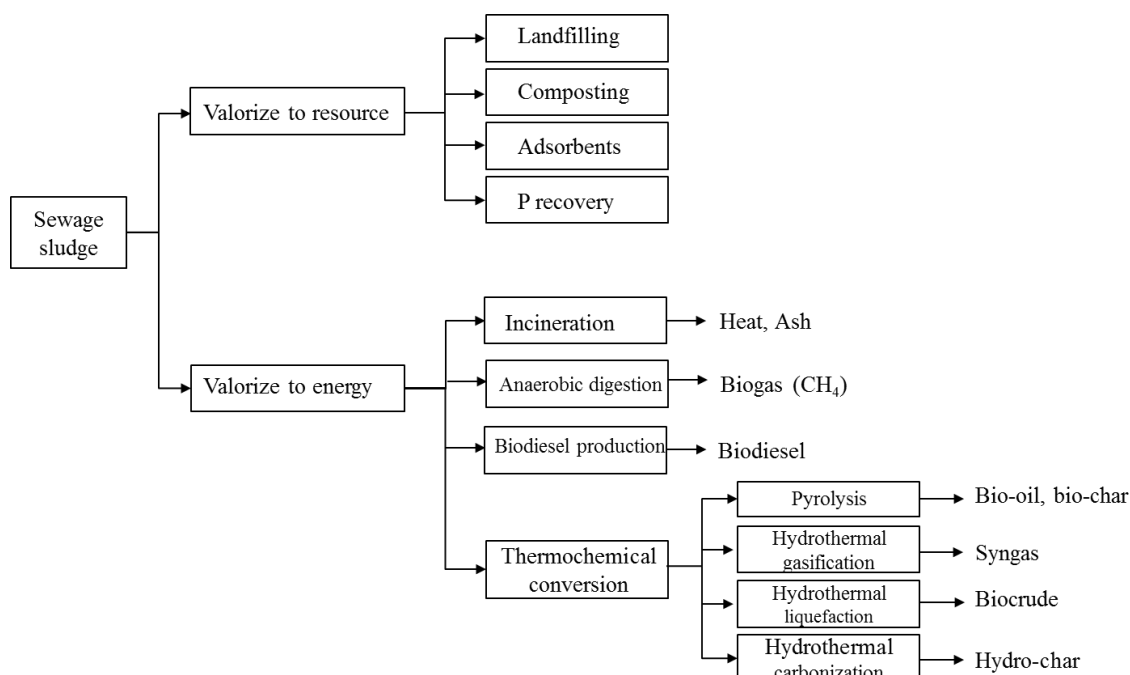 Landfilling
Composting
Valorize to resource
Adsorbents
P recovery
Sewage
sludge
Incineration
Heat, Ash
Valorize to energy
Anaerobic digestion
Biogas (CH₄)
Biodiesel production
Biodiesel
Thermochemical
conversion
Pyrolysis
Bio-oil, bio-char
Hydrothermal
gasification
Syngas
Hydrothermal
liquefaction
Biocrude
Hydrothermal
carbonization
Hydro-char